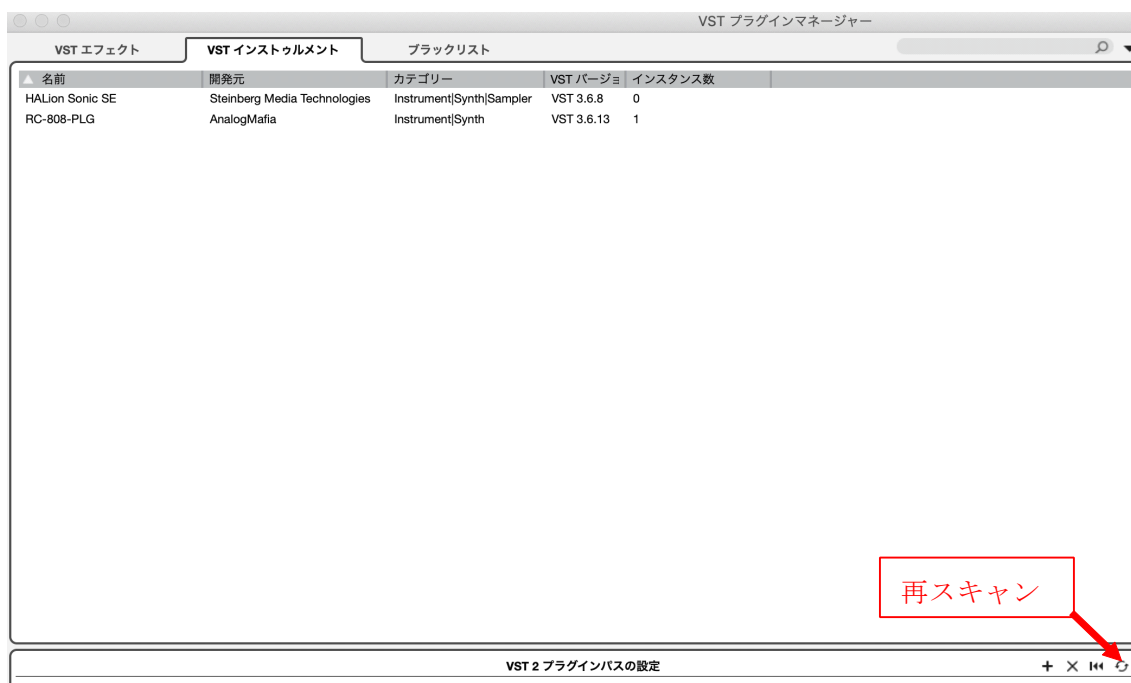 VST プラグインマネージャー
VST エフェクト VST インストゥルメント ブラックリスト
名前 開発元 カテゴリー VST バージョ インスタンス数
HALion Sonic SE Steinberg Media Technologies Instrument|Synth|Sampler VST 3.6.8 0
RC-808-PLG AnalogMafia Instrument|Synth VST 3.6.13 1
再スキャン
VST 2 プラグインパスの設定